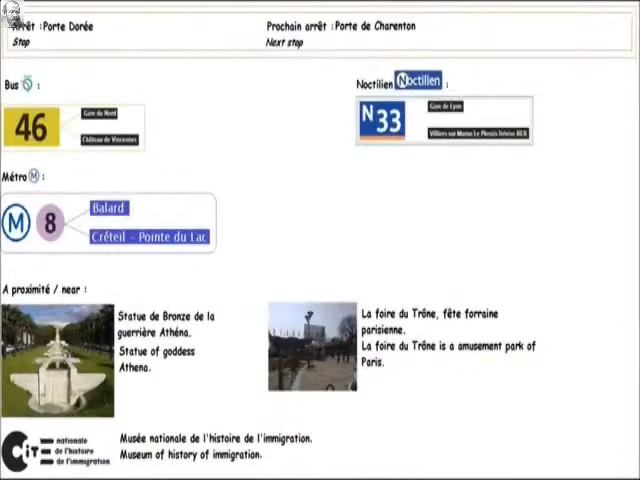 Arrêt : Porte Dorée
Prochain arrêt : Porte de Charenton
Stop
Next stop
Bus :
Noctilien Noctilien :
46
Gare du Nord
Château de Vincennes
N33
Gare de Lyon
Villiers-sur-Marne Le Plessis-Trévise RER
Métro M :
M 8
Balard
Créteil - Pointe du Lac
A proximité / near :
Statue de Bronze de la
guerrière Athéna.
Statue of goddess
Athena.
La foire du Trône, fête forraine
parisienne.
La foire du Trône is a amusement park of
Paris.
CiT nationale
de l'histoire
de l'immigration
Musée nationale de l'histoire de l'immigration.
Museum of history of immigration.